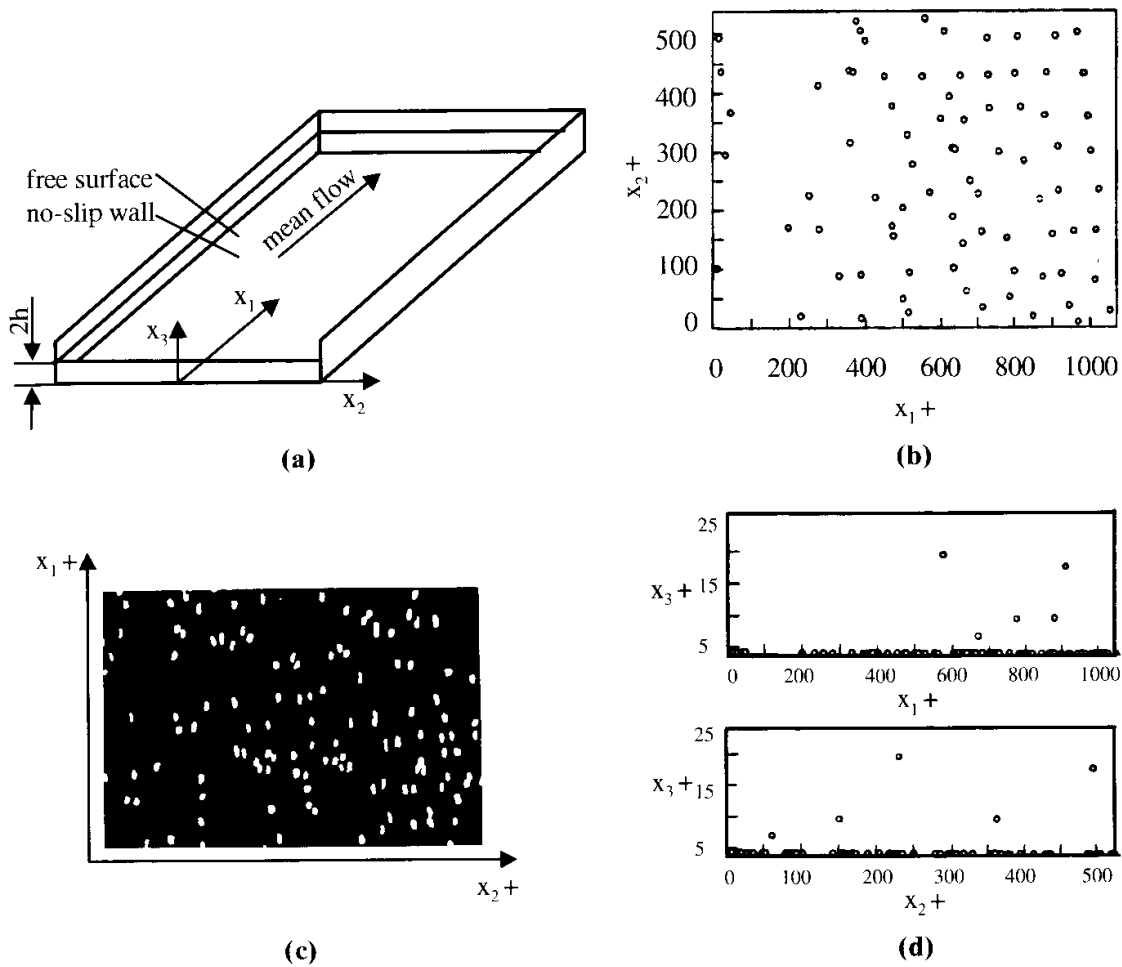 free surface
no-slip wall
mean flow
2h
x₁
x₃
x₂
(a)
500
400
300
200
100
0
x₂+
0 200 400 600 800 1000
x₁+
(b)
x₁+
x₂+
(c)
25
x₃+ 15
5
0 200 400 600 800 1000
x₁+
25
x₃+ 15
5
0 100 200 300 400 500
x₂+
(d)